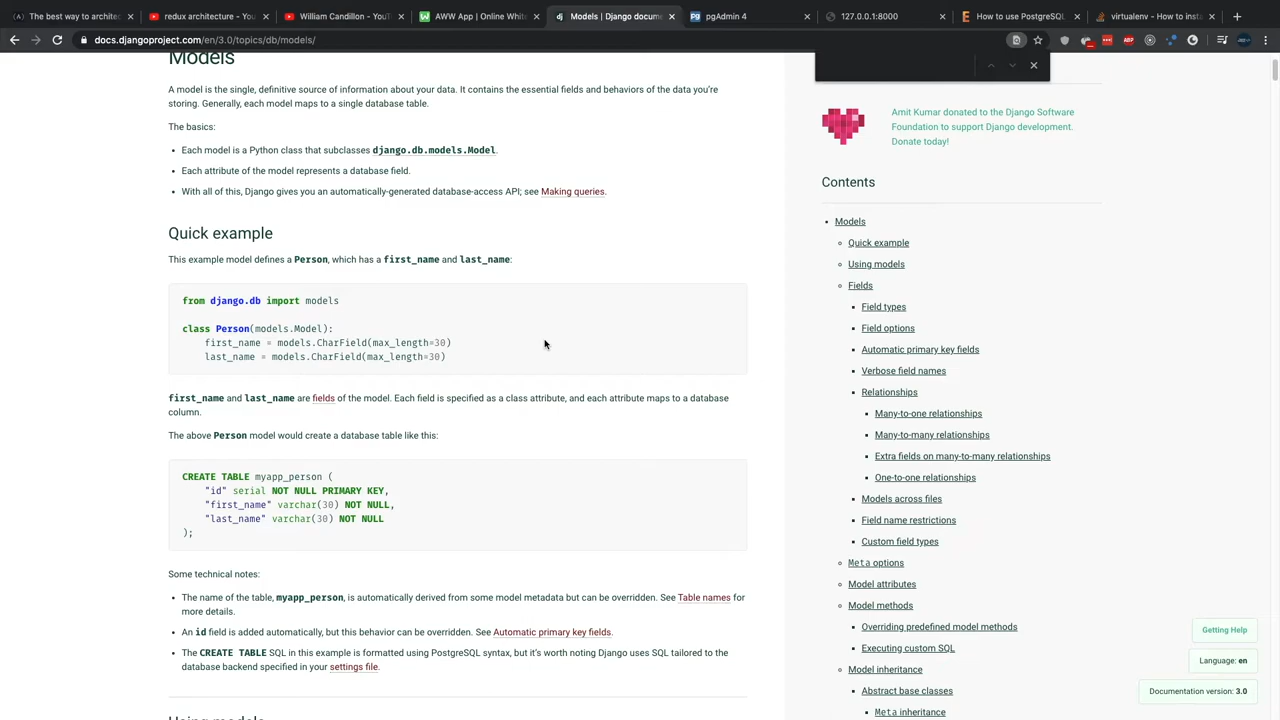 The best way to architec
redux architecture - You
William Candillon - YouT
AWW App | Online White
Models | Django docume
pgAdmin 4
127.0.0.1:8000
How to use PostgreSQL
virtualenv - How to insta
docs.djangoproject.com/en/3.0/topics/db/models/
Models
A model is the single, definitive source of information about your data. It contains the essential fields and behaviors of the data you're
storing. Generally, each model maps to a single database table.
The basics:
• Each model is a Python class that subclasses django.db.models.Model.
• Each attribute of the model represents a database field.
• With all of this, Django gives you an automatically-generated database-access API; see Making queries.
Quick example
This example model defines a Person, which has a first_name and last_name:
from django.db import models
class Person(models.Model):
first_name = models.CharField(max_length=30)
last_name = models.CharField(max_length=30)
first_name and last_name are fields of the model. Each field is specified as a class attribute, and each attribute maps to a database
column.
The above Person model would create a database table like this:
CREATE TABLE myapp_person (
"id" serial NOT NULL PRIMARY KEY,
"first_name" varchar(30) NOT NULL,
"last_name" varchar(30) NOT NULL
);
Some technical notes:
• The name of the table, myapp_person, is automatically derived from some model metadata but can be overridden. See Table names for
more details.
• An id field is added automatically, but this behavior can be overridden. See Automatic primary key fields.
• The CREATE TABLE SQL in this example is formatted using PostgreSQL syntax, but it's worth noting Django uses SQL tailored to the
database backend specified in your settings file.
Amit Kumar donated to the Django Software
Foundation to support Django development.
Donate today!
Contents
Models
Quick example
Using models
Fields
Field types
Field options
Automatic primary key fields
Verbose field names
Relationships
Many-to-one relationships
Many-to-many relationships
Extra fields on many-to-many relationships
One-to-one relationships
Models across files
Field name restrictions
Custom field types
Meta options
Model attributes
Model methods
Overriding predefined model methods
Executing custom SQL
Model inheritance
Abstract base classes
Meta inheritance
Getting Help
Language: en
Documentation version: 3.0